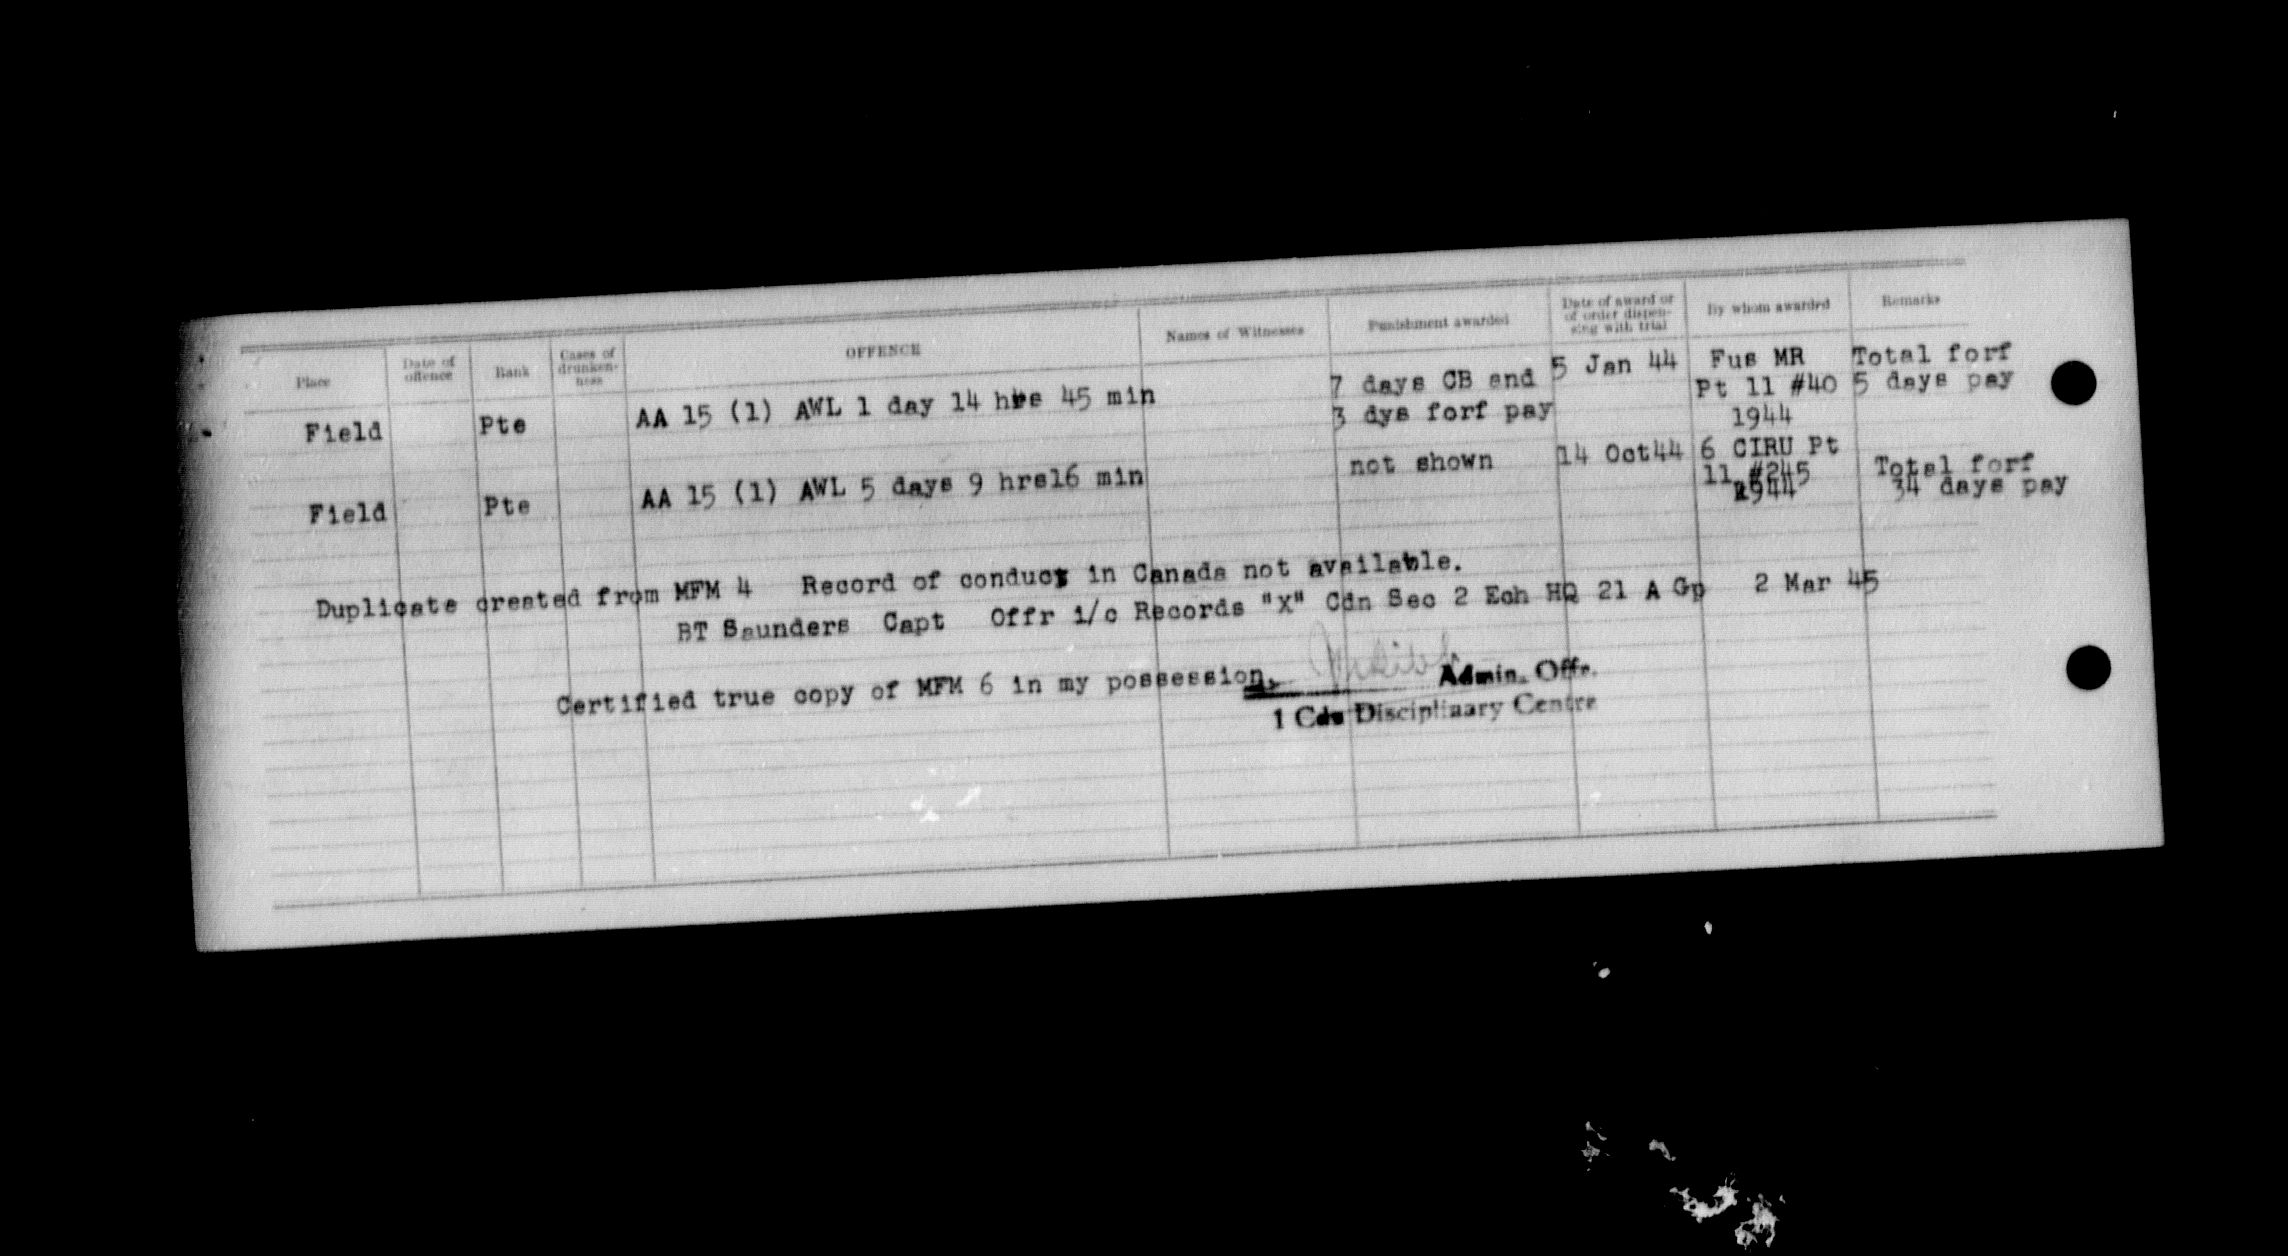 Place Date of offence Rank Cases of drunken-ness OFFENCE Names of Witnesses Punishment awarded Date of award or of order dispen-sing with trial By whom awarded Remarks
Field Pte AA 15 (1) AWL 1 day 14 hrs 45 min 7 days CB and 3 dys forf pay 5 Jan 44 Fus MR Pt 11 #40 1944 Total forf 5 days pay
Field Pte AA 15 (1) AWL 5 days 9 hrs16 min not shown 14 Oct44 6 CIRU Pt 11 #245 1944 Total forf 34 days pay
Duplicate created from MFM 4 Record of conduct in Canada not available.
BT Saunders Capt Offr i/c Records "X" Cdn Sec 2 Ech HQ 21 A Gp 2 Mar 45
Certified true copy of MFM 6 in my possession.
Admin. Offr.
1 Cdn Disciplinary Centre